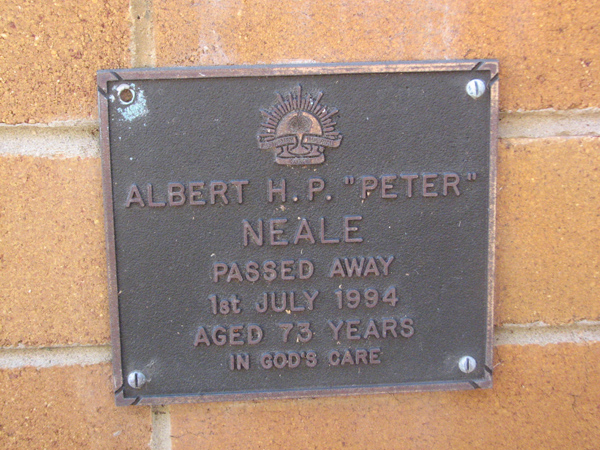 ALBERT H.P. "PETER"
NEALE
PASSED AWAY
1st JULY 1994
AGED 73 YEARS
IN GOD'S CARE